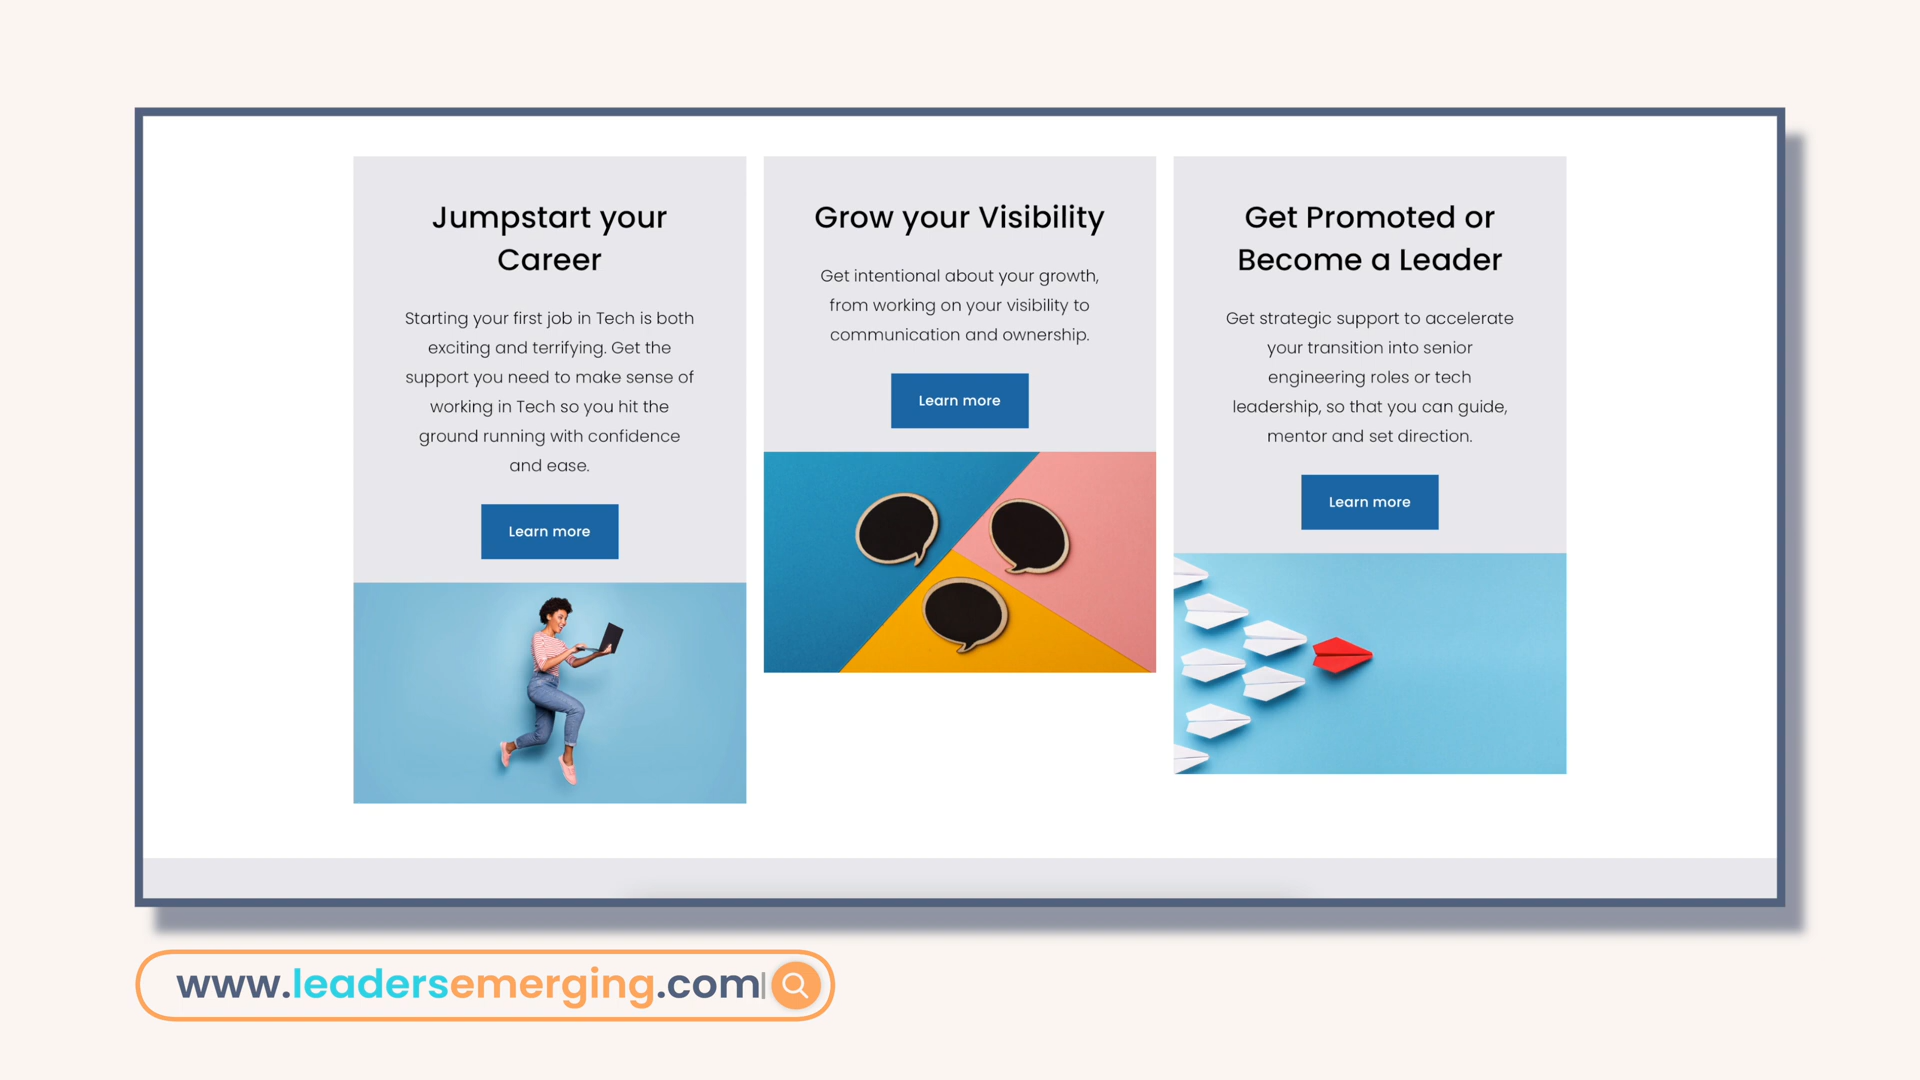 Jumpstart your
Career
Starting your first job in Tech is both
exciting and terrifying. Get the
support you need to make sense of
working in Tech so you hit the
ground running with confidence
and ease.
Learn more
Grow your Visibility
Get intentional about your growth,
from working on your visibility to
communication and ownership.
Learn more
Get Promoted or
Become a Leader
Get strategic support to accelerate
your transition into senior
engineering roles or tech
leadership, so that you can guide,
mentor and set direction.
Learn more
www.leadersemerging.com